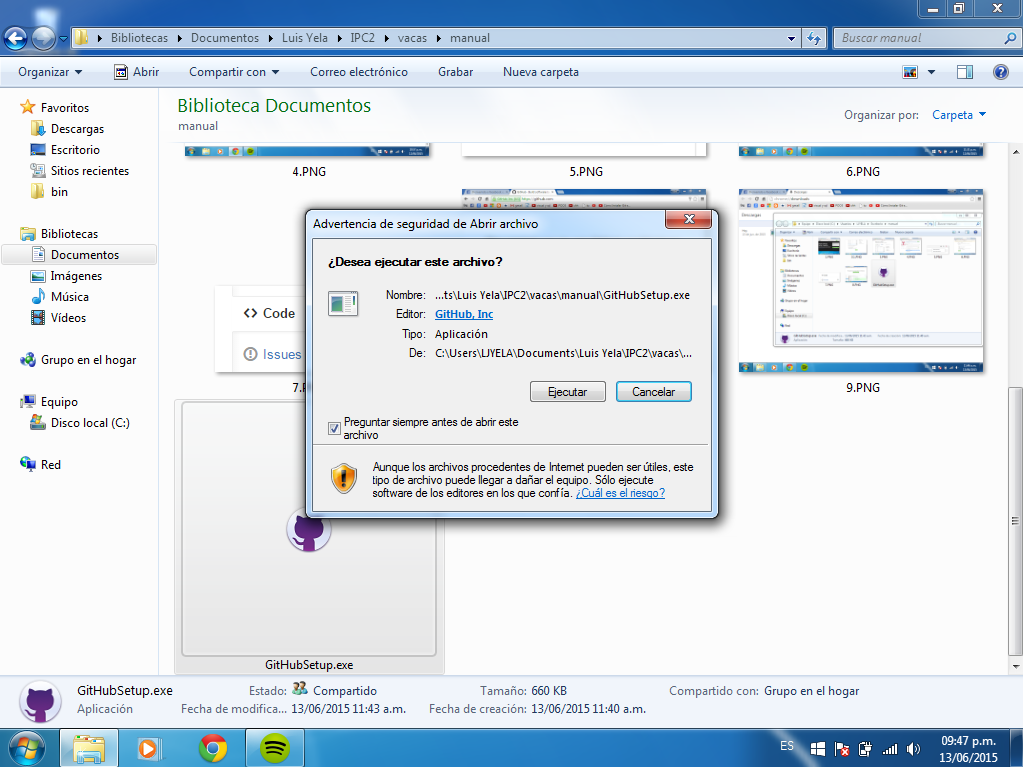 Bibliotecas ▸ Documentos ▸ Luis Yela ▸ IPC2 ▸ vacas ▸ manual
Buscar manual
Organizar
Abrir
Compartir con
Correo electrónico
Grabar
Nueva carpeta
Favoritos
Descargas
Escritorio
Sitios recientes
bin
Bibliotecas
Documentos
Imágenes
Música
Vídeos
Grupo en el hogar
Equipo
Disco local (C:)
Red
Biblioteca Documentos
manual
Organizar por: Carpeta
4.PNG
5.PNG
6.PNG
<> Code
Issues
9.PNG
GitHubSetup.exe
Advertencia de seguridad de Abrir archivo
¿Desea ejecutar este archivo?
Nombre: ...ts\Luis Yela\IPC2\vacas\manual\GitHubSetup.exe
Editor: GitHub, Inc
Tipo: Aplicación
De: C:\Users\LJYELA\Documents\Luis Yela\IPC2\vacas\...
Ejecutar
Cancelar
Preguntar siempre antes de abrir este
archivo
Aunque los archivos procedentes de Internet pueden ser útiles, este
tipo de archivo puede llegar a dañar el equipo. Sólo ejecute
software de los editores en los que confía. ¿Cuál es el riesgo?
GitHubSetup.exe
Estado: Compartido
Tamaño: 660 KB
Compartido con: Grupo en el hogar
Aplicación
Fecha de modifica... 13/06/2015 11:43 a.m.
Fecha de creación: 13/06/2015 11:40 a.m.
ES
09:47 p.m.
13/06/2015